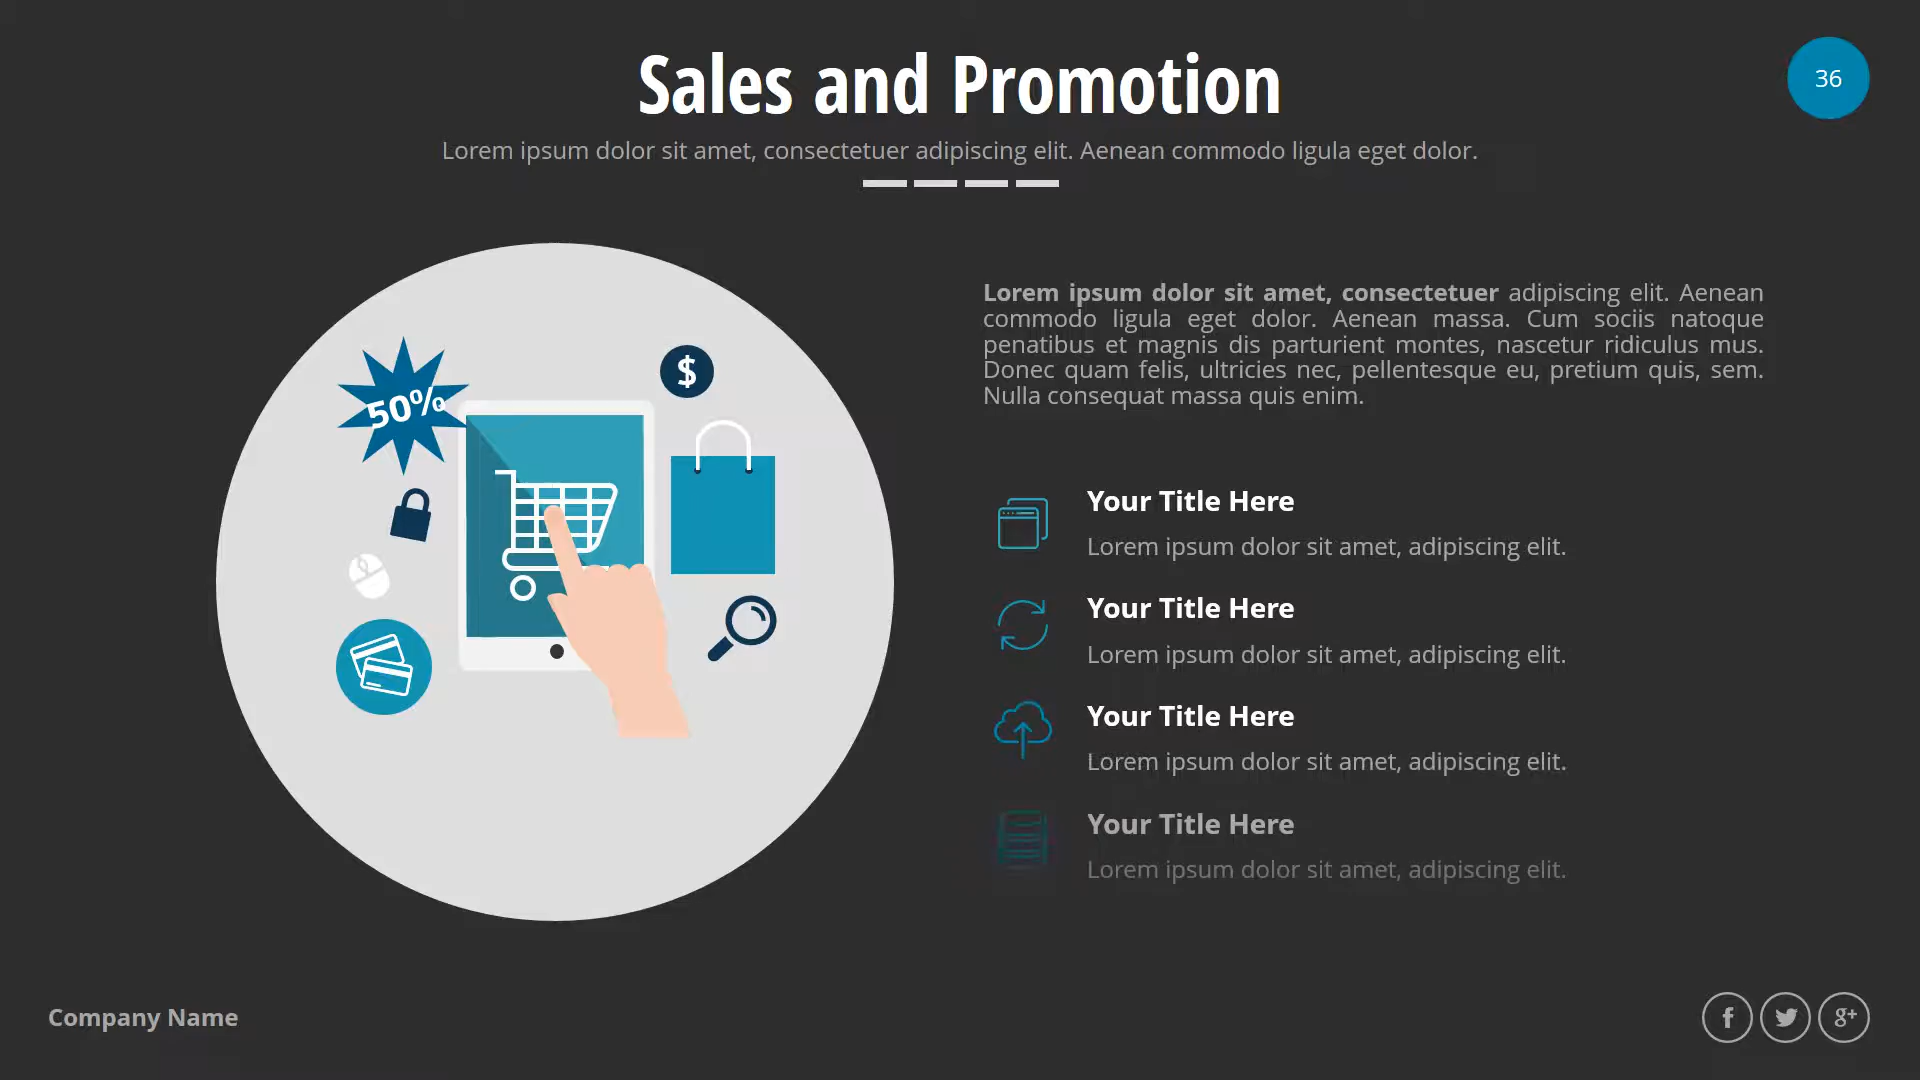 Sales and Promotion
36
Lorem ipsum dolor sit amet, consectetuer adipiscing elit. Aenean commodo ligula eget dolor.
50%
$
Lorem ipsum dolor sit amet, consectetuer adipiscing elit. Aenean
commodo ligula eget dolor. Aenean massa. Cum sociis natoque
penatibus et magnis dis parturient montes, nascetur ridiculus mus.
Donec quam felis, ultricies nec, pellentesque eu, pretium quis, sem.
Nulla consequat massa quis enim.
Your Title Here
Lorem ipsum dolor sit amet, adipiscing elit.
Your Title Here
Lorem ipsum dolor sit amet, adipiscing elit.
Your Title Here
Lorem ipsum dolor sit amet, adipiscing elit.
Your Title Here
Lorem ipsum dolor sit amet, adipiscing elit.
Company Name
f
g+